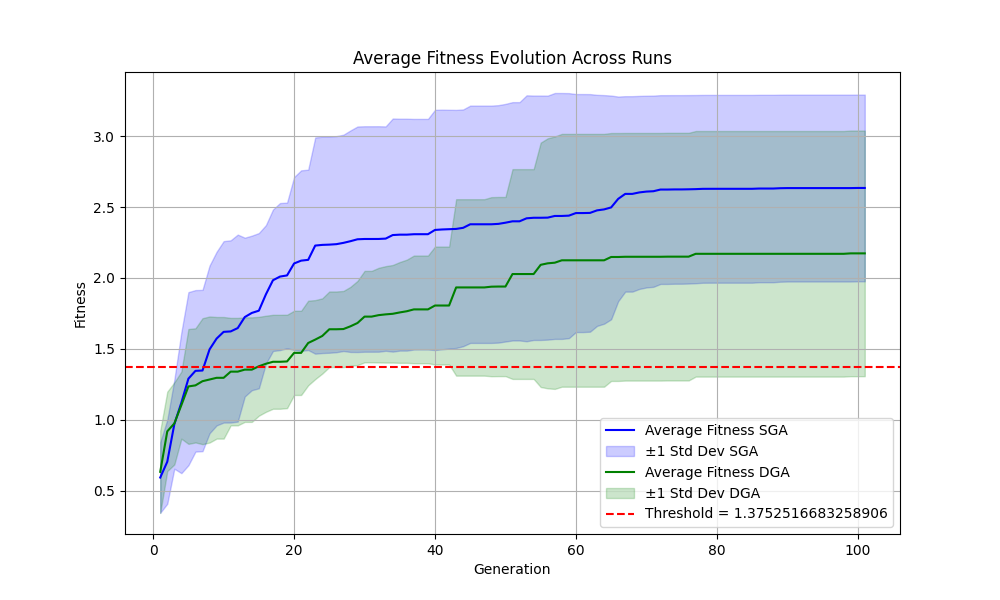 Average Fitness Evolution Across Runs
Fitness
3.0
2.5
2.0
1.5
1.0
0.5
0
20
40
60
80
100
Generation
Average Fitness SGA
±1 Std Dev SGA
Average Fitness DGA
±1 Std Dev DGA
Threshold = 1.3752516683258906